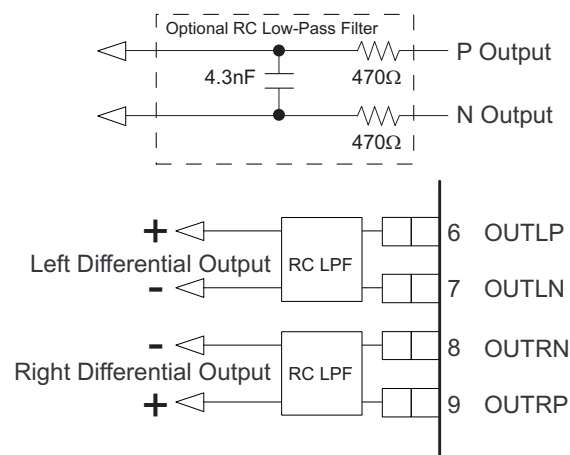 Optional RC Low-Pass Filter
P Output
4.3nF
470Ω
N Output
470Ω
+
6 OUTLP
Left Differential Output
RC LPF
-
7 OUTLN
-
8 OUTRN
Right Differential Output
RC LPF
+
9 OUTRP